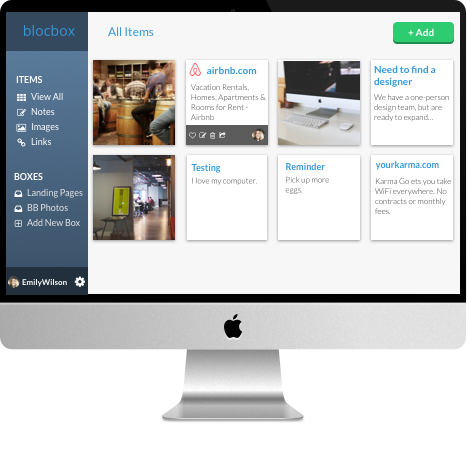 blocbox
All Items
+ Add
ITEMS
View All
Notes
Images
Links
BOXES
Landing Pages
BB Photos
Add New Box
EmilyWilson
airbnb.com
Vacation Rentals,
Homes, Apartments &
Rooms for Rent -
Airbnb
Need to find a
designer
We have a one-person
design team, but are
ready to expand...
Testing
I love my computer.
Reminder
Pick up more
eggs.
yourkarma.com
Karma Go ets you take
WiFi everywhere. No
contracts or monthly
fees.